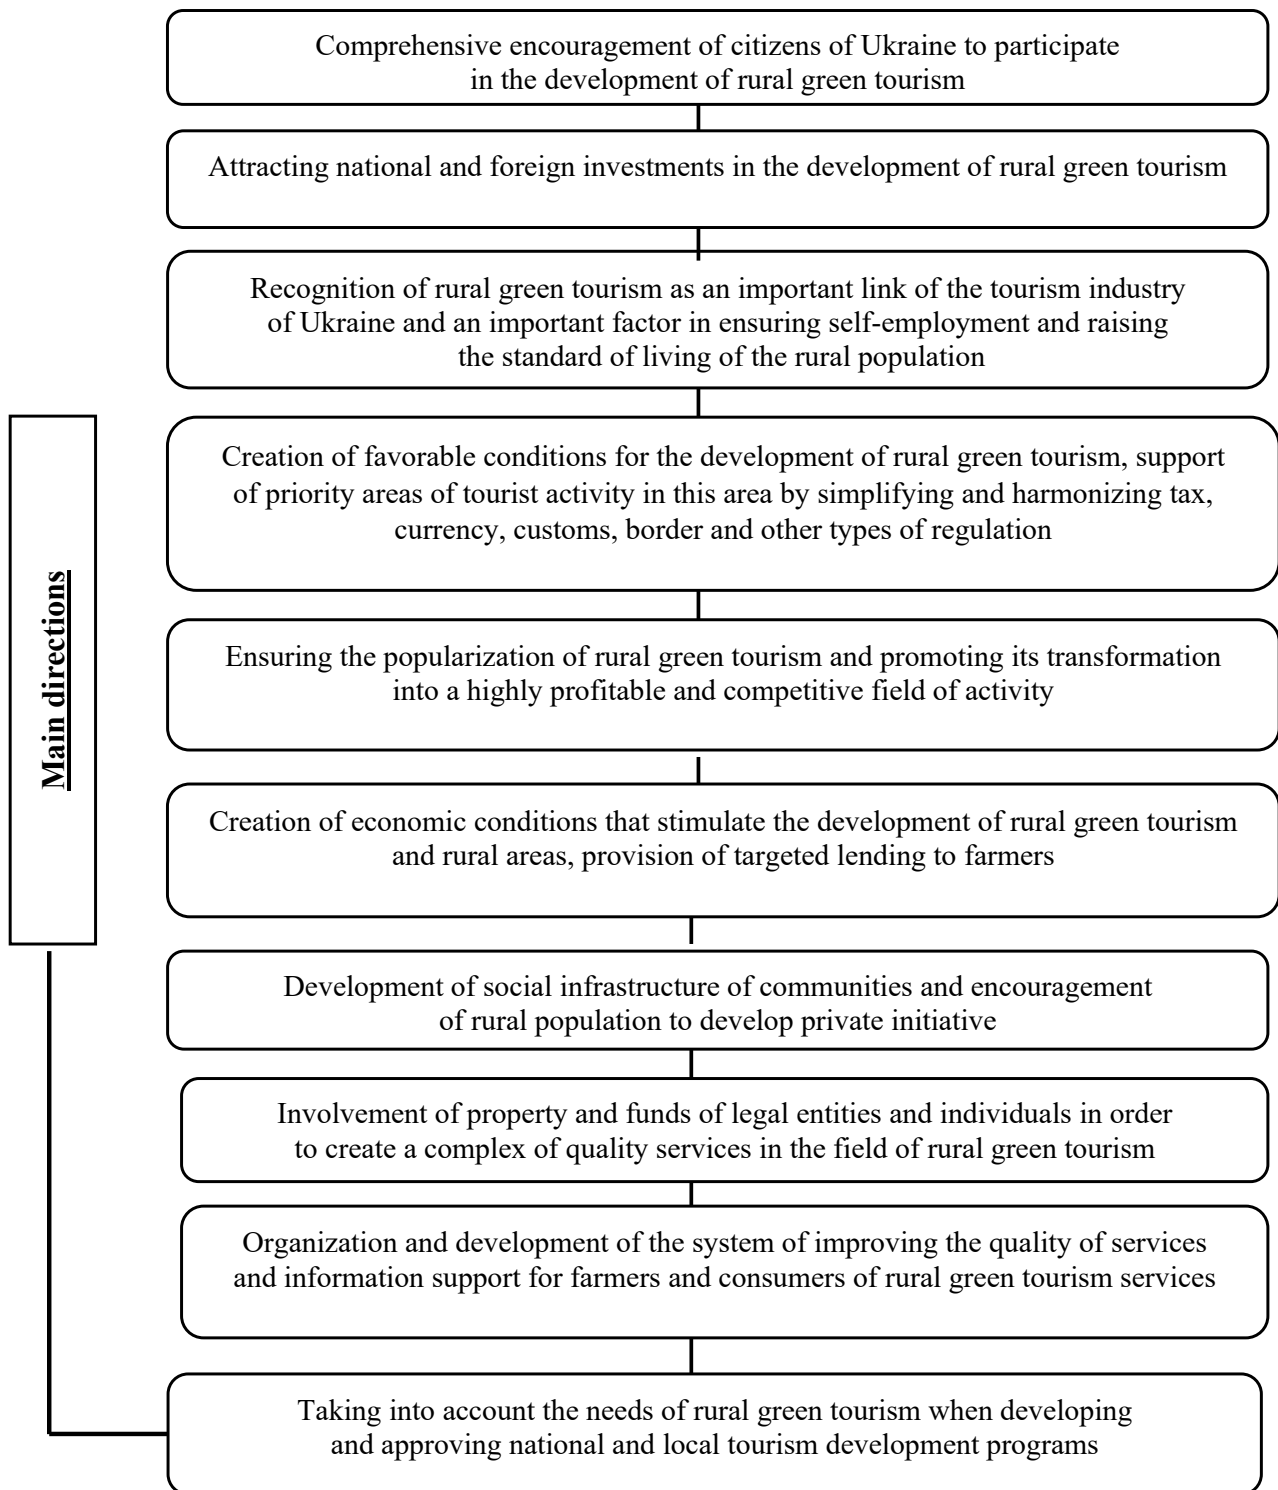 Comprehensive encouragement of citizens of Ukraine to participate
in the development of rural green tourism
Attracting national and foreign investments in the development of rural green tourism
Recognition of rural green tourism as an important link of the tourism industry
of Ukraine and an important factor in ensuring self-employment and raising
the standard of living of the rural population
Creation of favorable conditions for the development of rural green tourism, support
of priority areas of tourist activity in this area by simplifying and harmonizing tax,
currency, customs, border and other types of regulation
Main directions
Ensuring the popularization of rural green tourism and promoting its transformation
into a highly profitable and competitive field of activity
Creation of economic conditions that stimulate the development of rural green tourism
and rural areas, provision of targeted lending to farmers
Development of social infrastructure of communities and encouragement
of rural population to develop private initiative
Involvement of property and funds of legal entities and individuals in order
to create a complex of quality services in the field of rural green tourism
Organization and development of the system of improving the quality of services
and information support for farmers and consumers of rural green tourism services
Taking into account the needs of rural green tourism when developing
and approving national and local tourism development programs